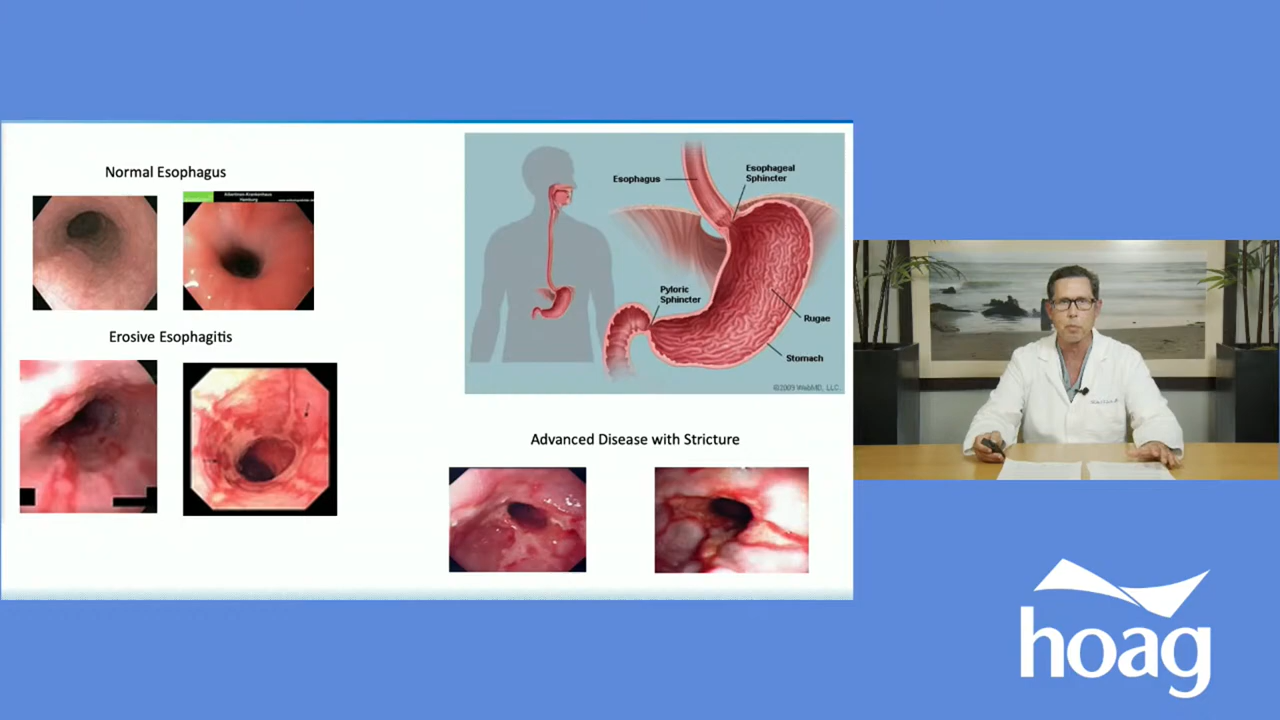 Normal Esophagus
Albertinen-Krankenhaus
Hamburg
Erosive Esophagitis
Esophagus
Esophageal
Sphincter
Pyloric
Sphincter
Rugae
Stomach
©2009 WebMD, LLC.
Advanced Disease with Stricture
hoag